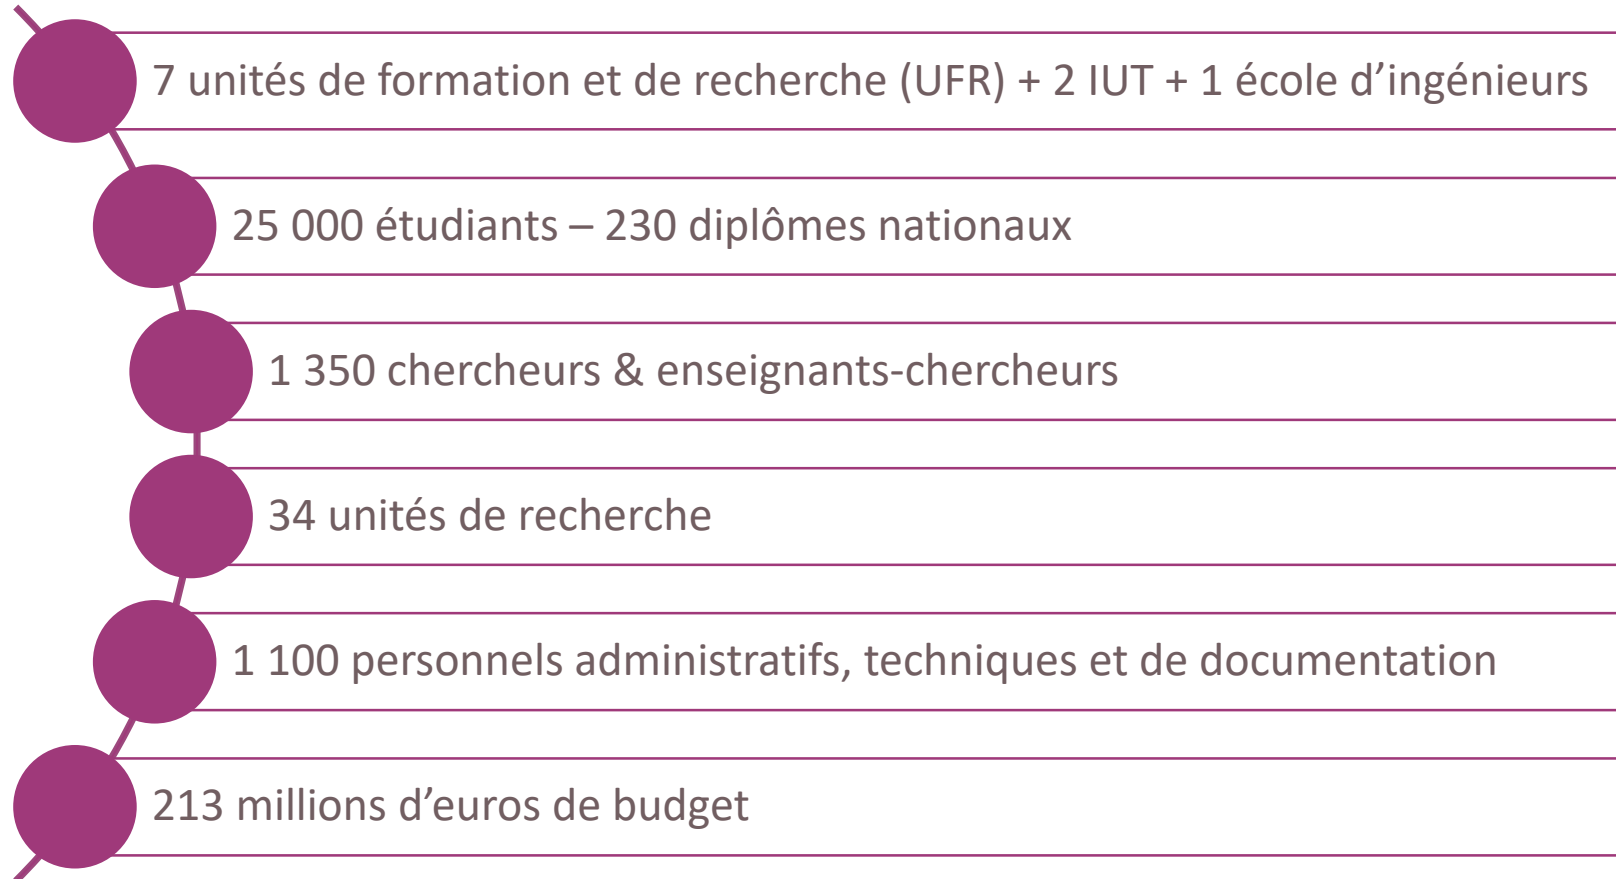 7 unités de formation et de recherche (UFR) + 2 IUT + 1 école d’ingénieurs
25 000 étudiants – 230 diplômes nationaux
1 350 chercheurs & enseignants-chercheurs
34 unités de recherche
1 100 personnels administratifs, techniques et de documentation
213 millions d’euros de budget